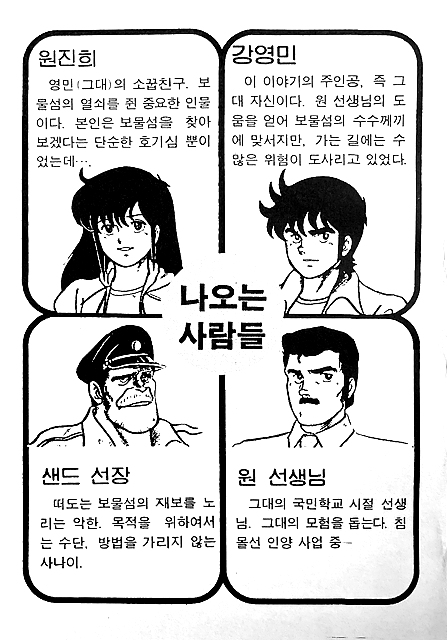 원진희
영민(그대)의 소꿉친구. 보
물섬의 열쇠를 쥔 중요한 인물
이다. 본인은 보물섬을 찾아
보겠다는 단순한 호기심 뿐이
었는데….
강영민
이 이야기의 주인공, 즉 그
대 자신이다. 원 선생님의 도
움을 얻어 보물섬의 수수께끼
에 맞서지만, 가는 길에는 수
많은 위험이 도사리고 있었다.
나오는
사람들
샌드 선장
떠도는 보물섬의 재보를 노
리는 악한. 목적을 위하여서
는 수단, 방법을 가리지 않는
사나이.
원 선생님
그대의 국민학교 시절 선생
님. 그대의 모험을 돕는다. 침
몰선 인양 사업 중—